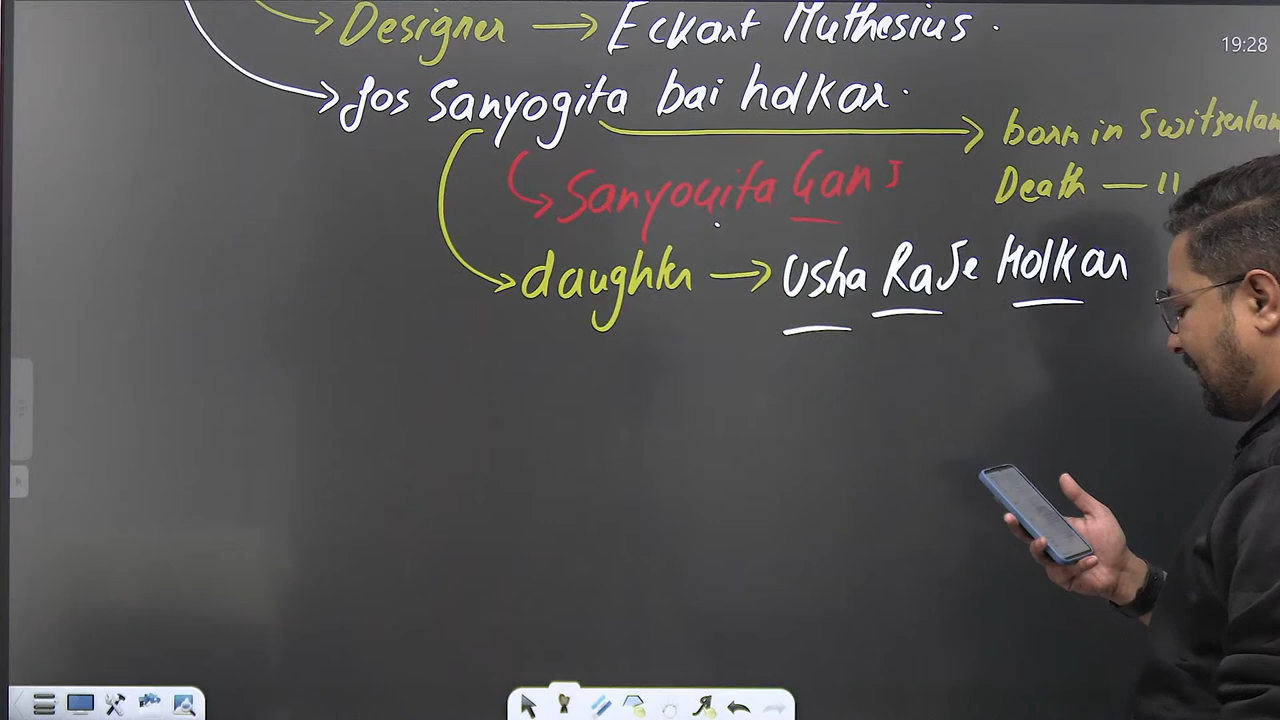 → Designer → Eckart Muthesius.
19:28
→ for Sanyogita bai holkar.
→ born in Switzerlan
→ Sanyogita Ganj
Death — 11
→ daughter → Usha Raje Holkar